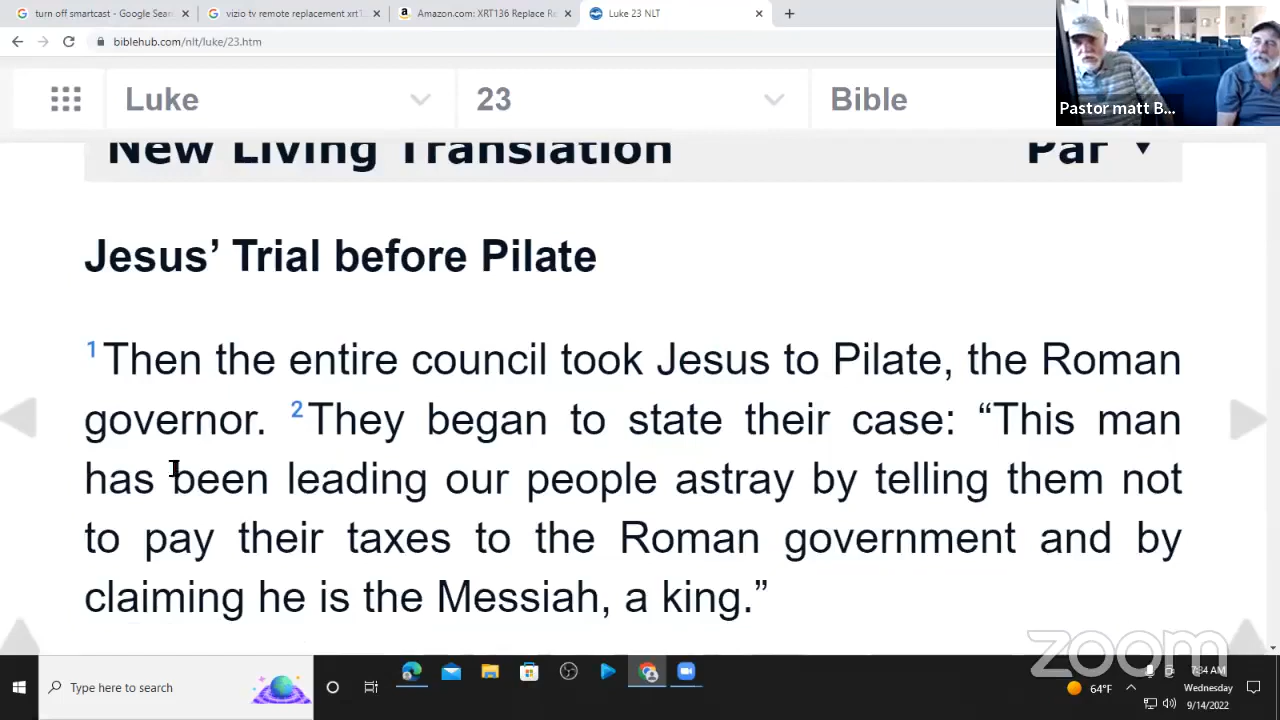 turn off smartcast - Google Sear
vizio tv remote replacement xrt1
Amazon.com: XRT136 Replace Re
Luke 23 NLT
biblehub.com/nlt/luke/23.htm
Luke
23
Bible
Pastor matt B...
New Living Translation
Par ▼
Jesus’ Trial before Pilate
1 Then the entire council took Jesus to Pilate, the Roman
governor. 2 They began to state their case: “This man
has been leading our people astray by telling them not
to pay their taxes to the Roman government and by
claiming he is the Messiah, a king.”
zoom
Type here to search
64°F
7:34 AM
Wednesday
9/14/2022